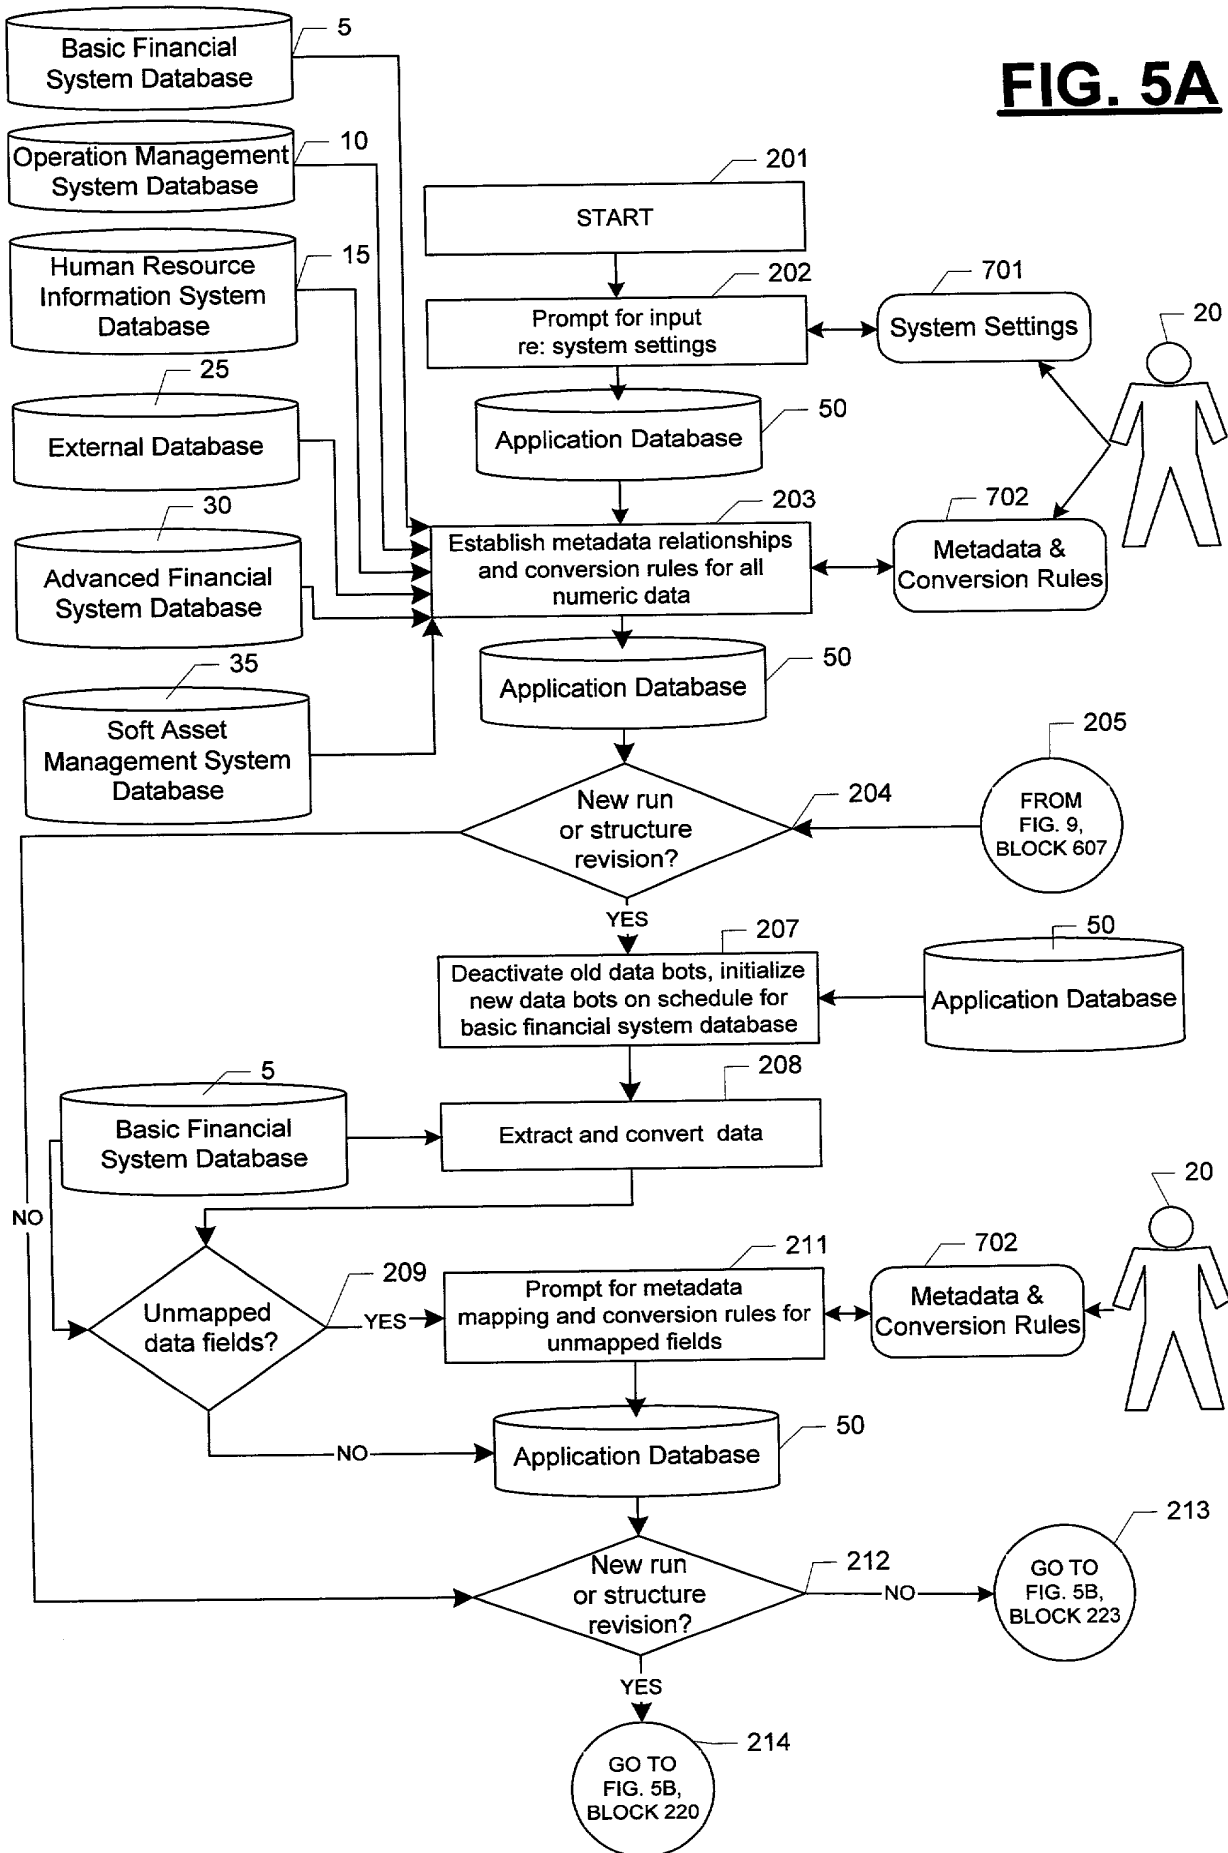 FIG. 5A
5
Basic Financial
System Database
10
Operation Management
System Database
15
Human Resource
Information System
Database
25
External Database
30
Advanced Financial
System Database
35
Soft Asset
Management System
Database
201
START
202
Prompt for input
re: system settings
701
System Settings
20
50
Application Database
203
Establish metadata relationships
and conversion rules for all
numeric data
702
Metadada &
Conversion Rules
50
Application Database
204
New run
or structure
revision?
205
FROM
FIG. 9,
BLOCK 607
YES
207
Deactivate old data bots, initialize
new data bots on schedule for
basic financial system database
50
Application Database
208
Extract and convert data
5
Basic Financial
System Database
NO
209
Unmapped
data fields?
YES
211
Prompt for metadata
mapping and conversion rules for
unmapped fields
702
Metadata &
Conversion Rules
20
NO
50
Application Database
212
New run
or structure
revision?
NO
213
GO TO
FIG. 5B,
BLOCK 223
YES
214
GO TO
FIG. 5B,
BLOCK 220